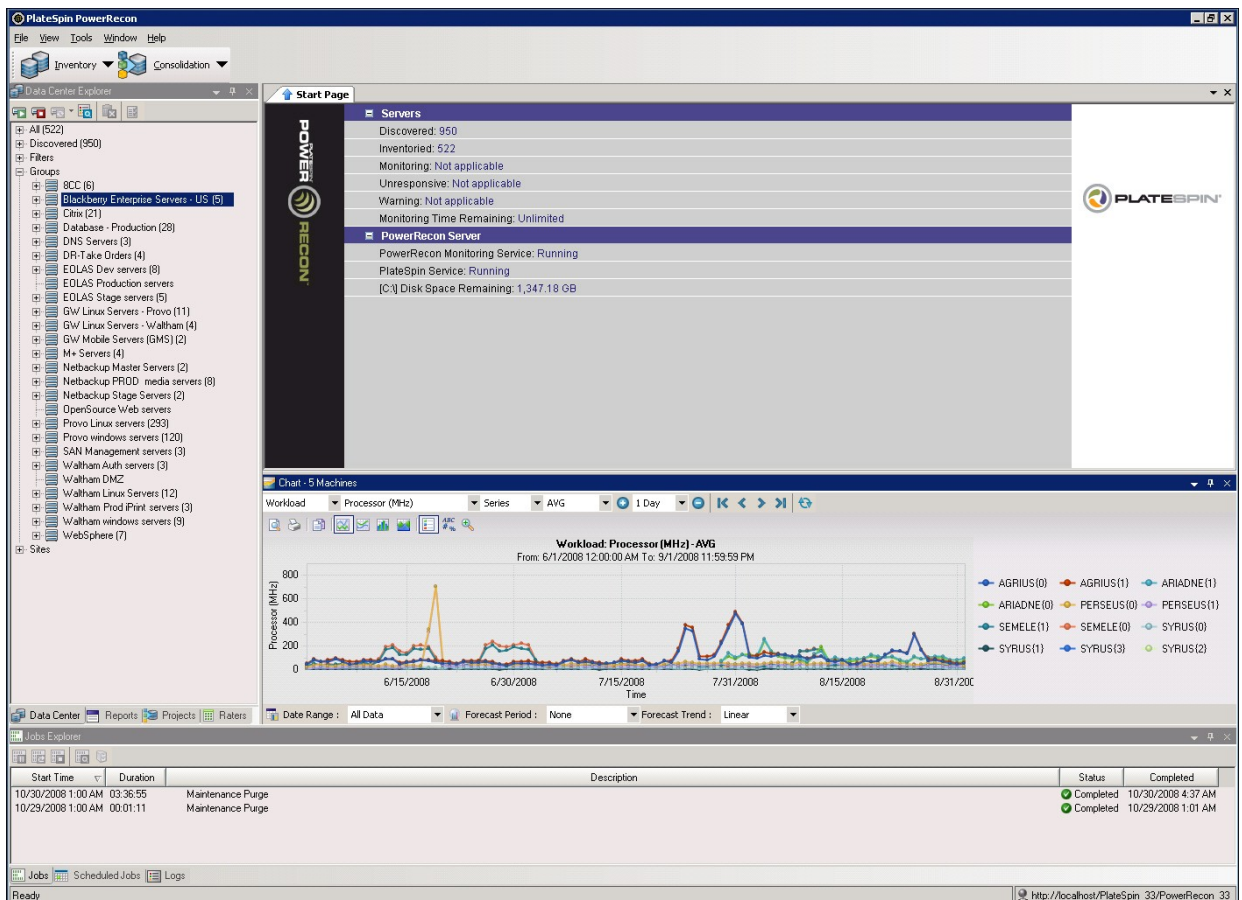 PlateSpin PowerRecon
File View Tools Window Help
Inventory Consolidation
Data Center Explorer
All (522)
Discovered (950)
Filters
Groups
8CC (6)
Blackberry Enterprise Servers - US (5)
Citrix (21)
Database - Production (28)
DNS Servers (3)
DR-Take Orders (4)
EOLAS Dev servers (8)
EOLAS Production servers
EOLAS Stage servers (5)
GW Linux Servers - Provo (11)
GW Linux Servers - Waltham (4)
GW Mobile Servers (GMS) (2)
M+ Servers (4)
Netbackup Master Servers (2)
Netbackup PROD media servers (8)
Netbackup Stage Servers (2)
OpenSource Web servers
Provo Linux servers (293)
Provo windows servers (120)
SAN Management servers (3)
Waltham Auth servers (3)
Waltham DMZ
Waltham Linux Servers (12)
Waltham Prod iPrint servers (3)
Waltham windows servers (9)
WebSphere (7)
Sites
Data Center Reports Projects Raters
Start Page
PLATESPIN
POWER RECON
Servers
Discovered: 950
Inventoried: 522
Monitoring: Not applicable
Unresponsive: Not applicable
Warning: Not applicable
Monitoring Time Remaining: Unlimited
PowerRecon Server
PowerRecon Monitoring Service: Running
PlateSpin Service: Running
[C:\] Disk Space Remaining: 1,347.18 GB
PLATESPIN
Chart - 5 Machines
Workload Processor (MHz) Series AVG 1 Day
ABC # %
Workload: Processor (MHz) - AVG
From: 6/1/2008 12:00:00 AM To: 9/1/2008 11:59:59 PM
Processor (MHz)
800
600
400
200
0
6/15/2008 6/30/2008 7/15/2008 7/31/2008 8/15/2008 8/31/200
Time
AGRIUS(0) AGRIUS(1) ARIADNE(1)
ARIADNE(0) PERSEUS(0) PERSEUS(1)
SEMELE(1) SEMELE(0) SYRUS(0)
SYRUS(1) SYRUS(3) SYRUS(2)
Date Range : All Data Forecast Period : None Forecast Trend : Linear
Jobs Explorer
Start Time Duration Description Status Completed
10/30/2008 1:00 AM 03:36:55 Maintenance Purge Completed 10/30/2008 4:37 AM
10/29/2008 1:00 AM 00:01:11 Maintenance Purge Completed 10/29/2008 1:01 AM
Jobs Scheduled Jobs Logs
Ready
http://localhost/PlateSpin_33/PowerRecon_33